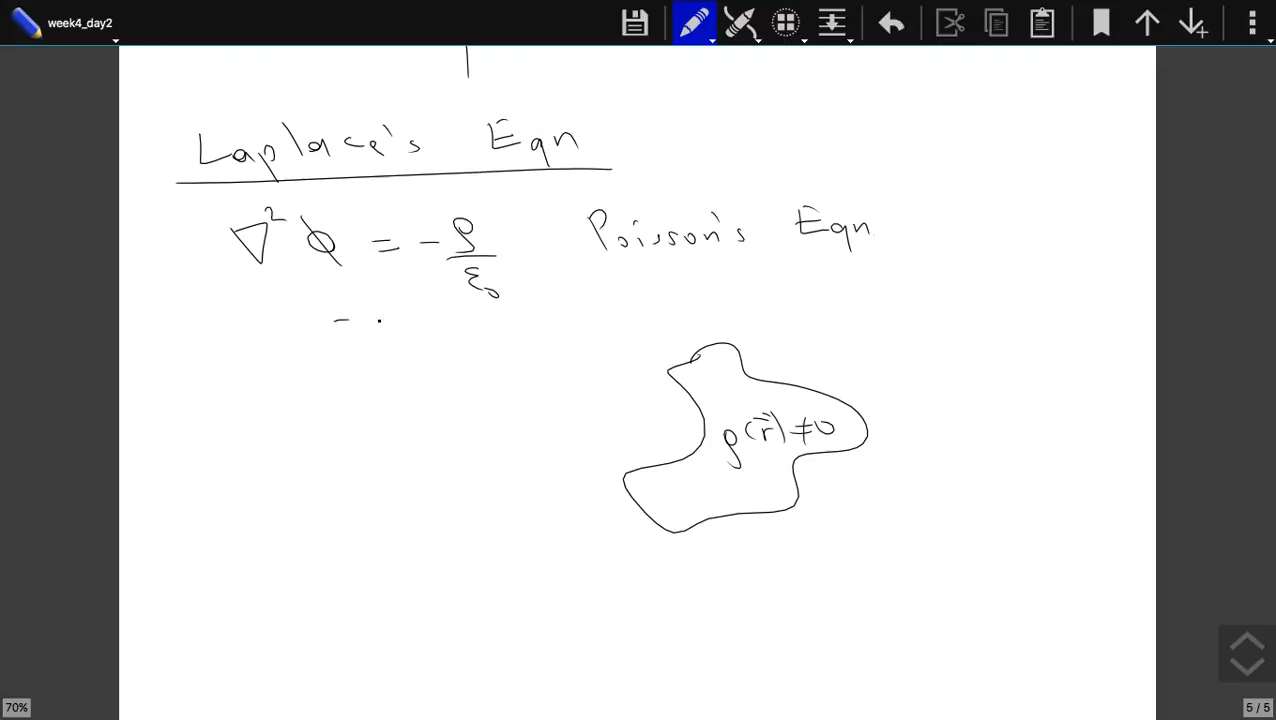 week4_day2
Laplace's Eqn
∇²φ = -ρ/ε₀ Poisson's Eqn
-
ρ(r⃗)≠0
70%
5 / 5